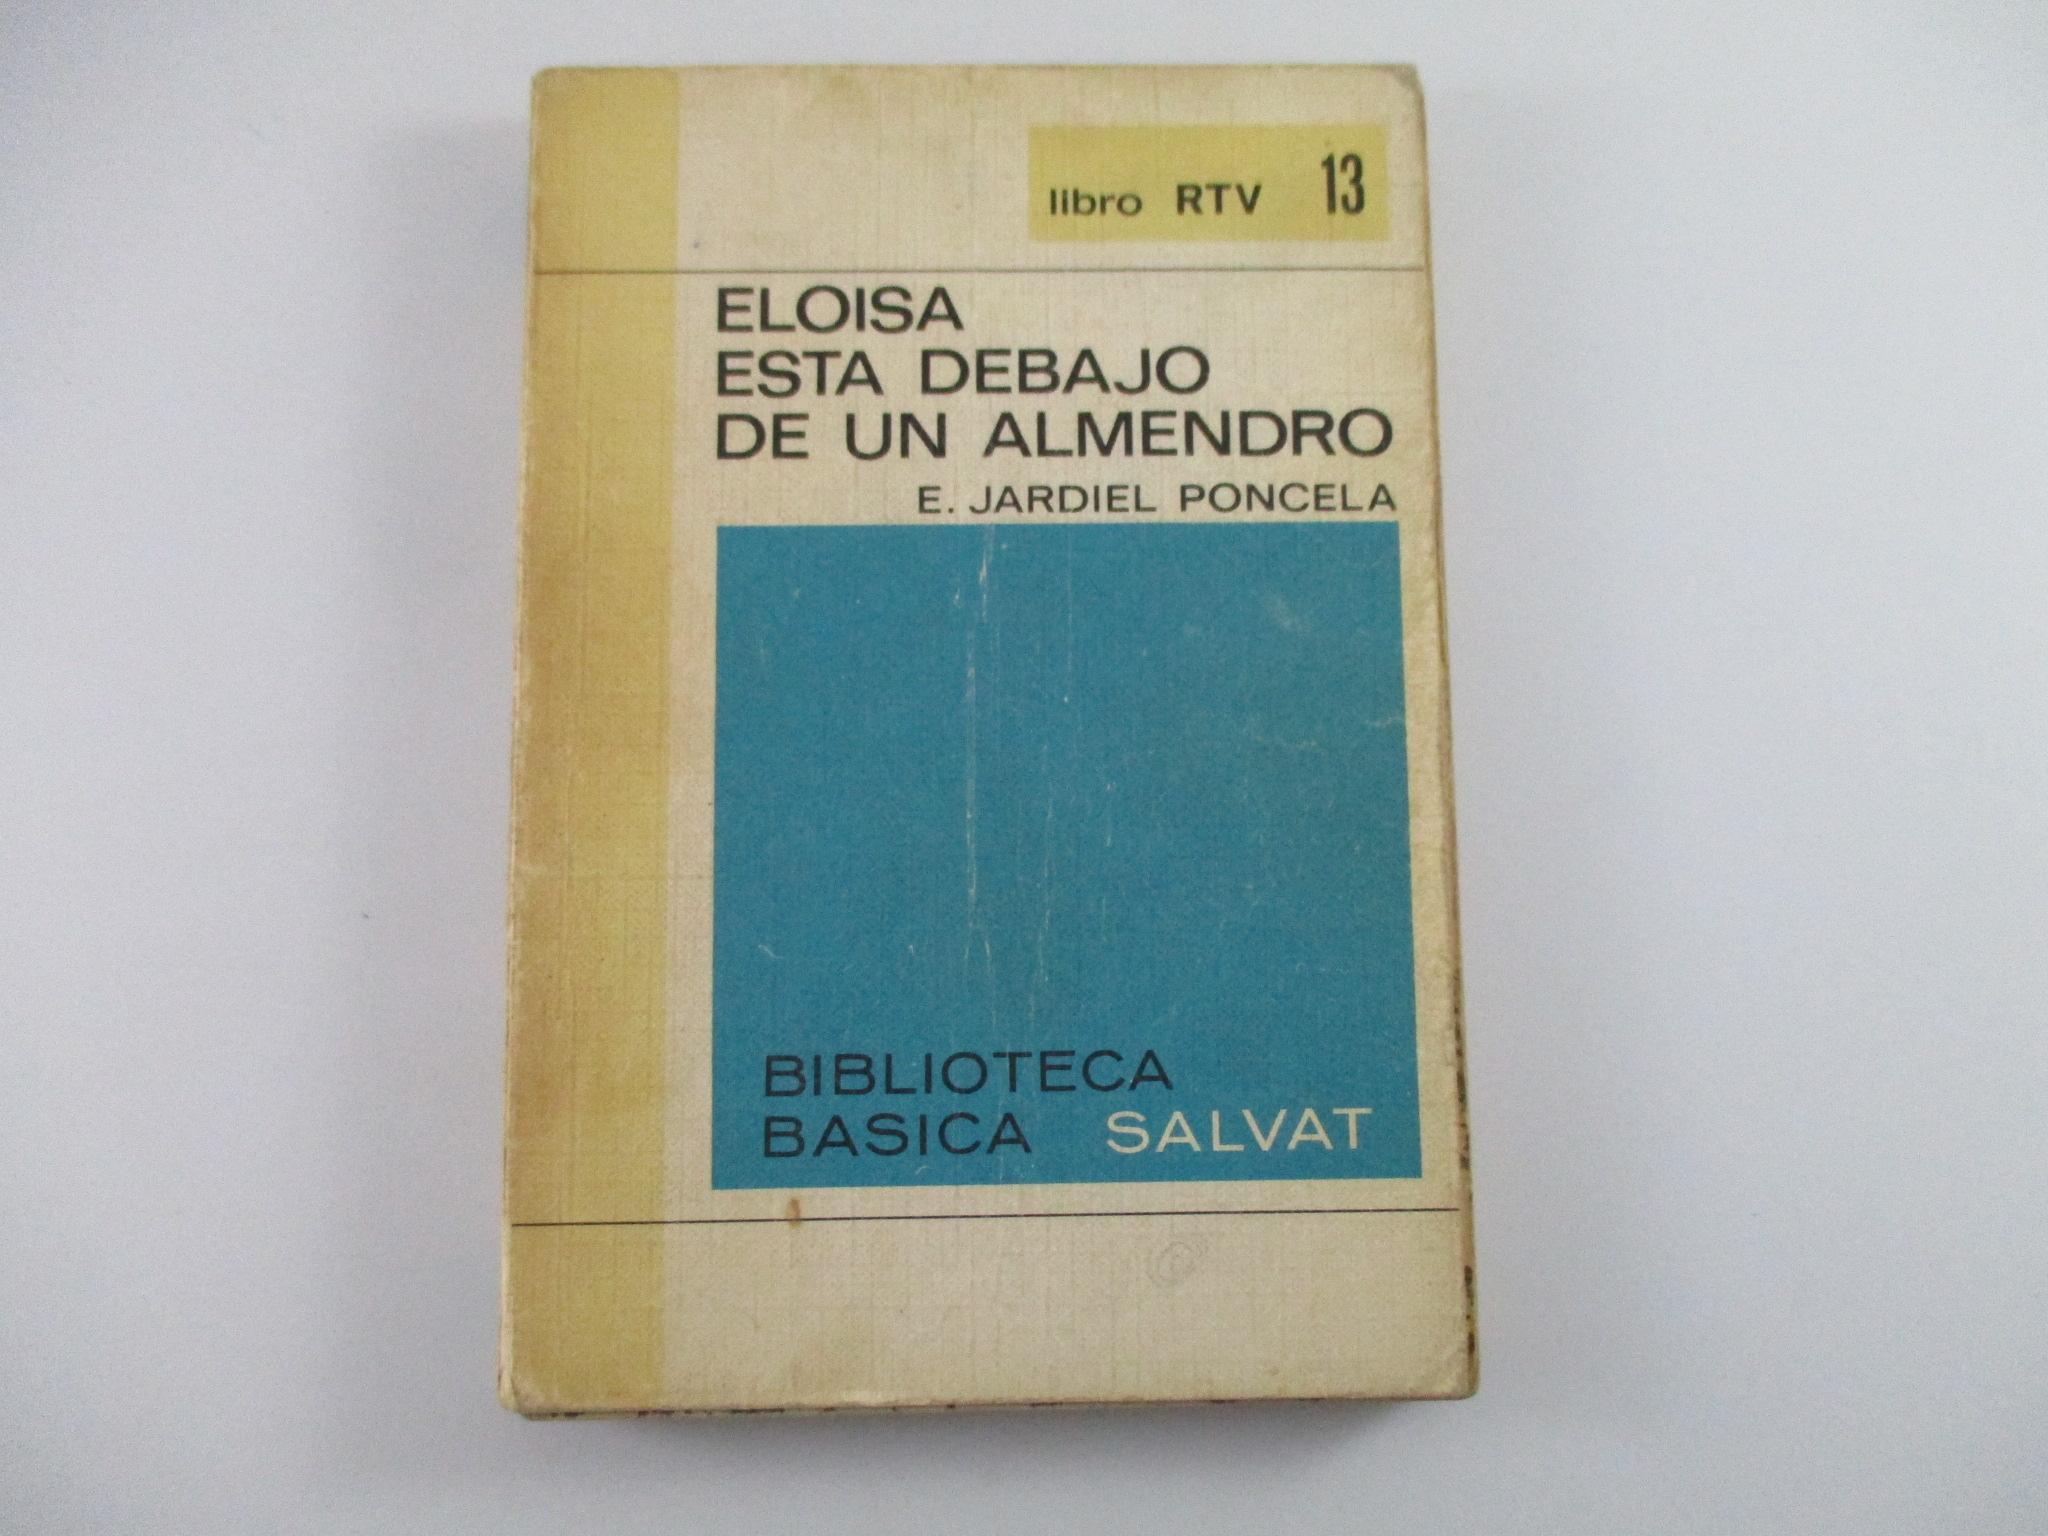 libro RTV 13
ELOISA
ESTA DEBAJO
DE UN ALMENDRO
E. JARDIEL PONCELA
BIBLIOTECA
BASICA SALVAT